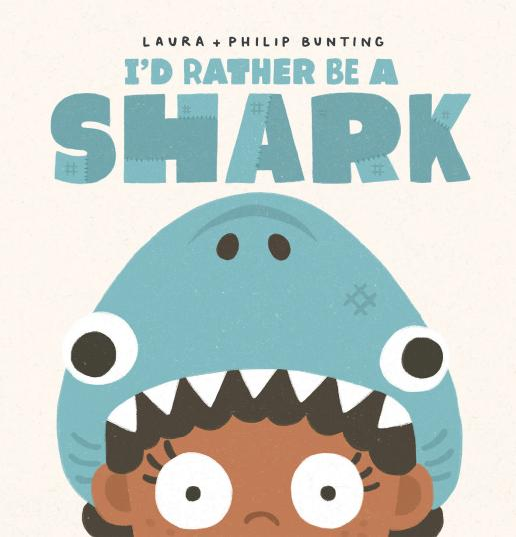 LAURA + PHILIP BUNTING
I'D RATHER BE A
SHARK